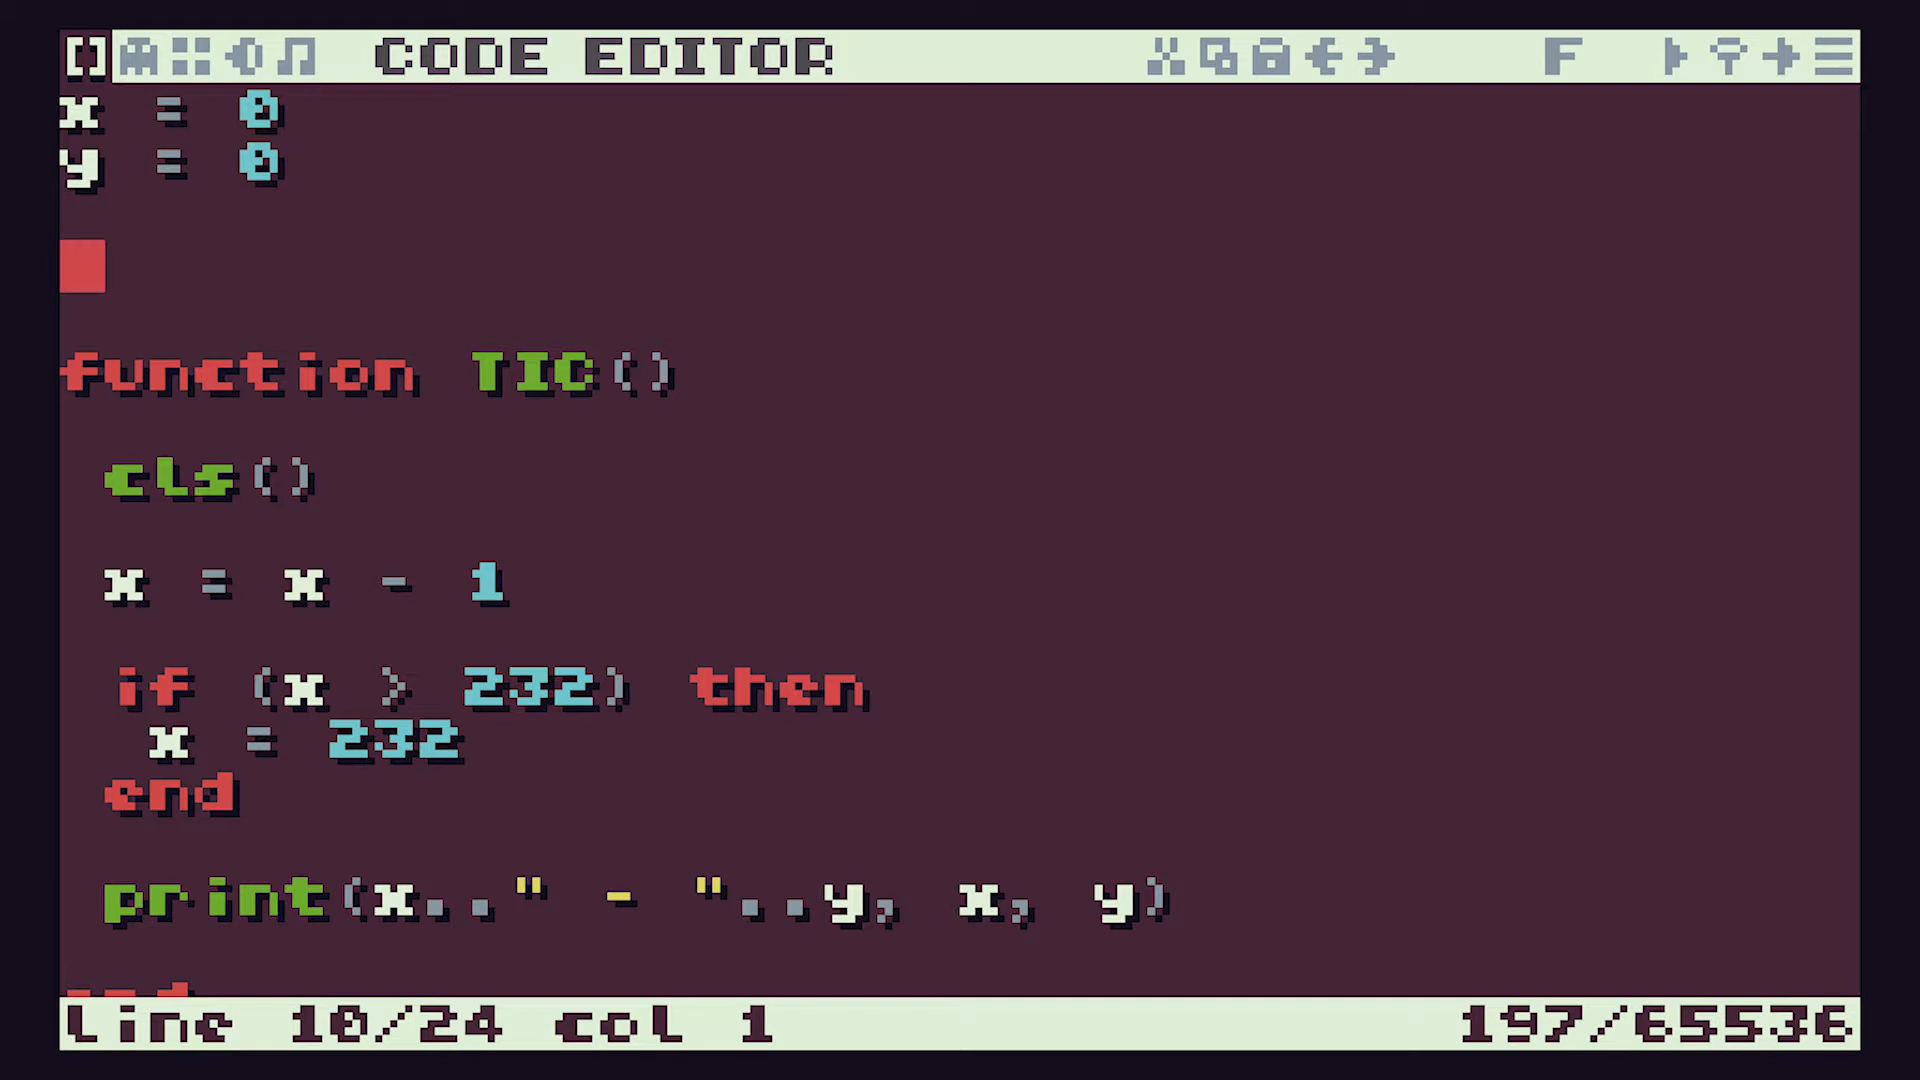 CODE EDITOR F
x = 0
y = 0
function TIC()
cls()
x = x - 1
if (x > 232) then
x = 232
end
print(x.." - "..y, x, y)
end
line 10/24 col 1 197/65536